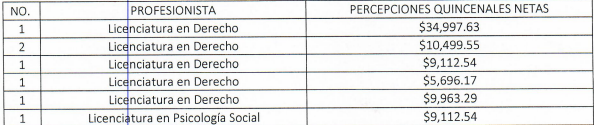 NO. PROFESIONISTA PERCEPCIONES QUINCENALES NETAS
1 Licenciatura en Derecho $34,997.63
2 Licenciatura en Derecho $10,499.55
1 Licenciatura en Derecho $9,112.54
1 Licenciatura en Derecho $5,696.17
1 Licenciatura en Derecho $9,963.29
1 Licenciatura en Psicología Social $9,112.54